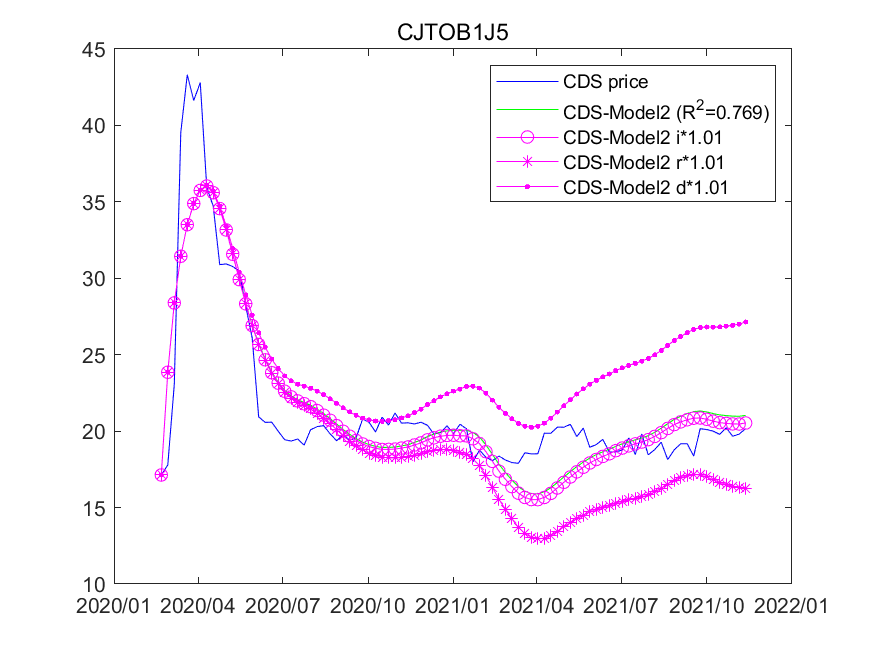 CJTOB1J5
45
40
35
30
25
20
15
10
CDS price
CDS-Model2 (R²=0.769)
CDS-Model2 i*1.01
CDS-Model2 r*1.01
CDS-Model2 d*1.01
2020/01 2020/04 2020/07 2020/10 2021/01 2021/04 2021/07 2021/10 2022/01